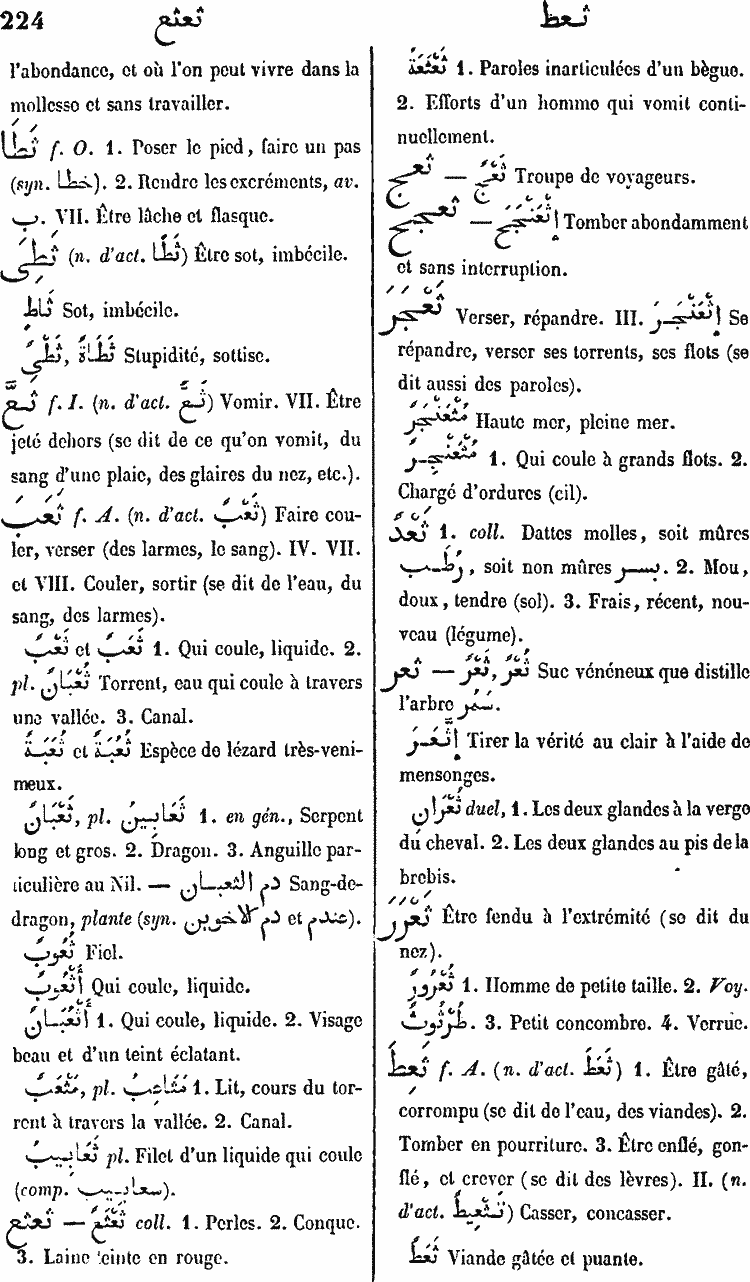 224 ثعثع ثعط
l'abondance, et où l'on peut vivre dans la
mollesse et sans travailler.
ثَطَا f. O. 1. Poser le pied, faire un pas
(syn. خطا). 2. Rendre les excréments, av.
ب. VII. Être lâche et flasque.
ثَطِىَ (n. d'act. ثَطًا) Être sot, imbécile.
ثَاطٍ Sot, imbécile.
ثَطًى, ثَطَاةٌ Stupidité, sottise.
ثَعَّ f. I. (n. d'act. ثَعٌّ) Vomir. VII. Être
jeté dehors (se dit de ce qu'on vomit, du
sang d'une plaie, des glaires du nez, etc.).
ثَعَبَ f. A. (n. d'act. ثَعْبٌ) Faire cou-
ler, verser (des larmes, le sang). IV. VII.
et VIII. Couler, sortir (se dit de l'eau, du
sang, des larmes).
ثَعْبٌ et ثَعَبٌ 1. Qui coule, liquide. 2.
pl. ثُعْبَانٌ Torrent, eau qui coule à travers
une vallée. 3. Canal.
ثُعْبَةٌ et ثُعَبَةٌ Espèce de lézard très-veni-
meux.
ثُعْبَانٌ, pl. ثَعَابِينُ 1. en gén., Serpent
long et gros. 2. Dragon. 3. Anguille par-
ticulière au Nil. — دم الثعبان Sang-de-
dragon, plante (syn. دم الاخوين et عندم).
ثَعُوبٌ Fiel.
أُثْعُوبٌ Qui coule, liquide.
أُثْعُبَانٌ 1. Qui coule, liquide. 2. Visage
beau et d'un teint éclatant.
مَثْعَبٌ, pl. مَثَاعِبُ 1. Lit, cours du tor-
rent à travers la vallée. 2. Canal.
ثَعَابِيبُ pl. Filet d'un liquide qui coule
(comp. سعابيب).
ثعثع — ثَعْثَعٌ coll. 1. Perles. 2. Conque.
3. Laine teinte en rouge.
ثَعْثَعَةٌ 1. Paroles inarticulées d'un bègue.
2. Efforts d'un homme qui vomit conti-
nuellement.
ثعج — ثَعَجٌ Troupe de voyageurs.
ثعجج — إِثْعَنْجَجَ Tomber abondamment
et sans interruption.
ثَعْجَرَ Verser, répandre. III. إِثْعَنْجَرَ Se
répandre, verser ses torrents, ses flots (se
dit aussi des paroles).
مُثْعَنْجَرٌ Haute mer, pleine mer.
مُثْعَنْجِرٌ 1. Qui coule à grands flots. 2.
Chargé d'ordures (cil).
ثَعْدٌ 1. coll. Dattes molles, soit mûres
رُطَب, soit non mûres بسر. 2. Mou,
doux, tendre (sol). 3. Frais, récent, nou-
veau (légume).
ثعر — ثَعْرٌ, ثُعْرٌ Suc vénéneux que distille
l'arbre سَمُر.
إِثَّعَرَ Tirer la vérité au clair à l'aide de
mensonges.
ثُعْرَانِ duel, 1. Les deux glandes à la verge
du cheval. 2. Les deux glandes au pis de la
brebis.
ثَعْرَرَ Être fendu à l'extrémité (se dit du
nez).
ثُعْرُورٌ 1. Homme de petite taille. 2. Voy.
طُرْثُوثٌ. 3. Petit concombre. 4. Verrue.
ثَعِطَ f. A. (n. d'act. ثَعَطٌ) 1. Être gâté,
corrompu (se dit de l'eau, des viandes). 2.
Tomber en pourriture. 3. Être enflé, gon-
flé, et crever (se dit des lèvres). II. (n.
d'act. تَثْعِيطٌ) Casser, concasser.
ثَعَطٌ Viande gâtée et puante.